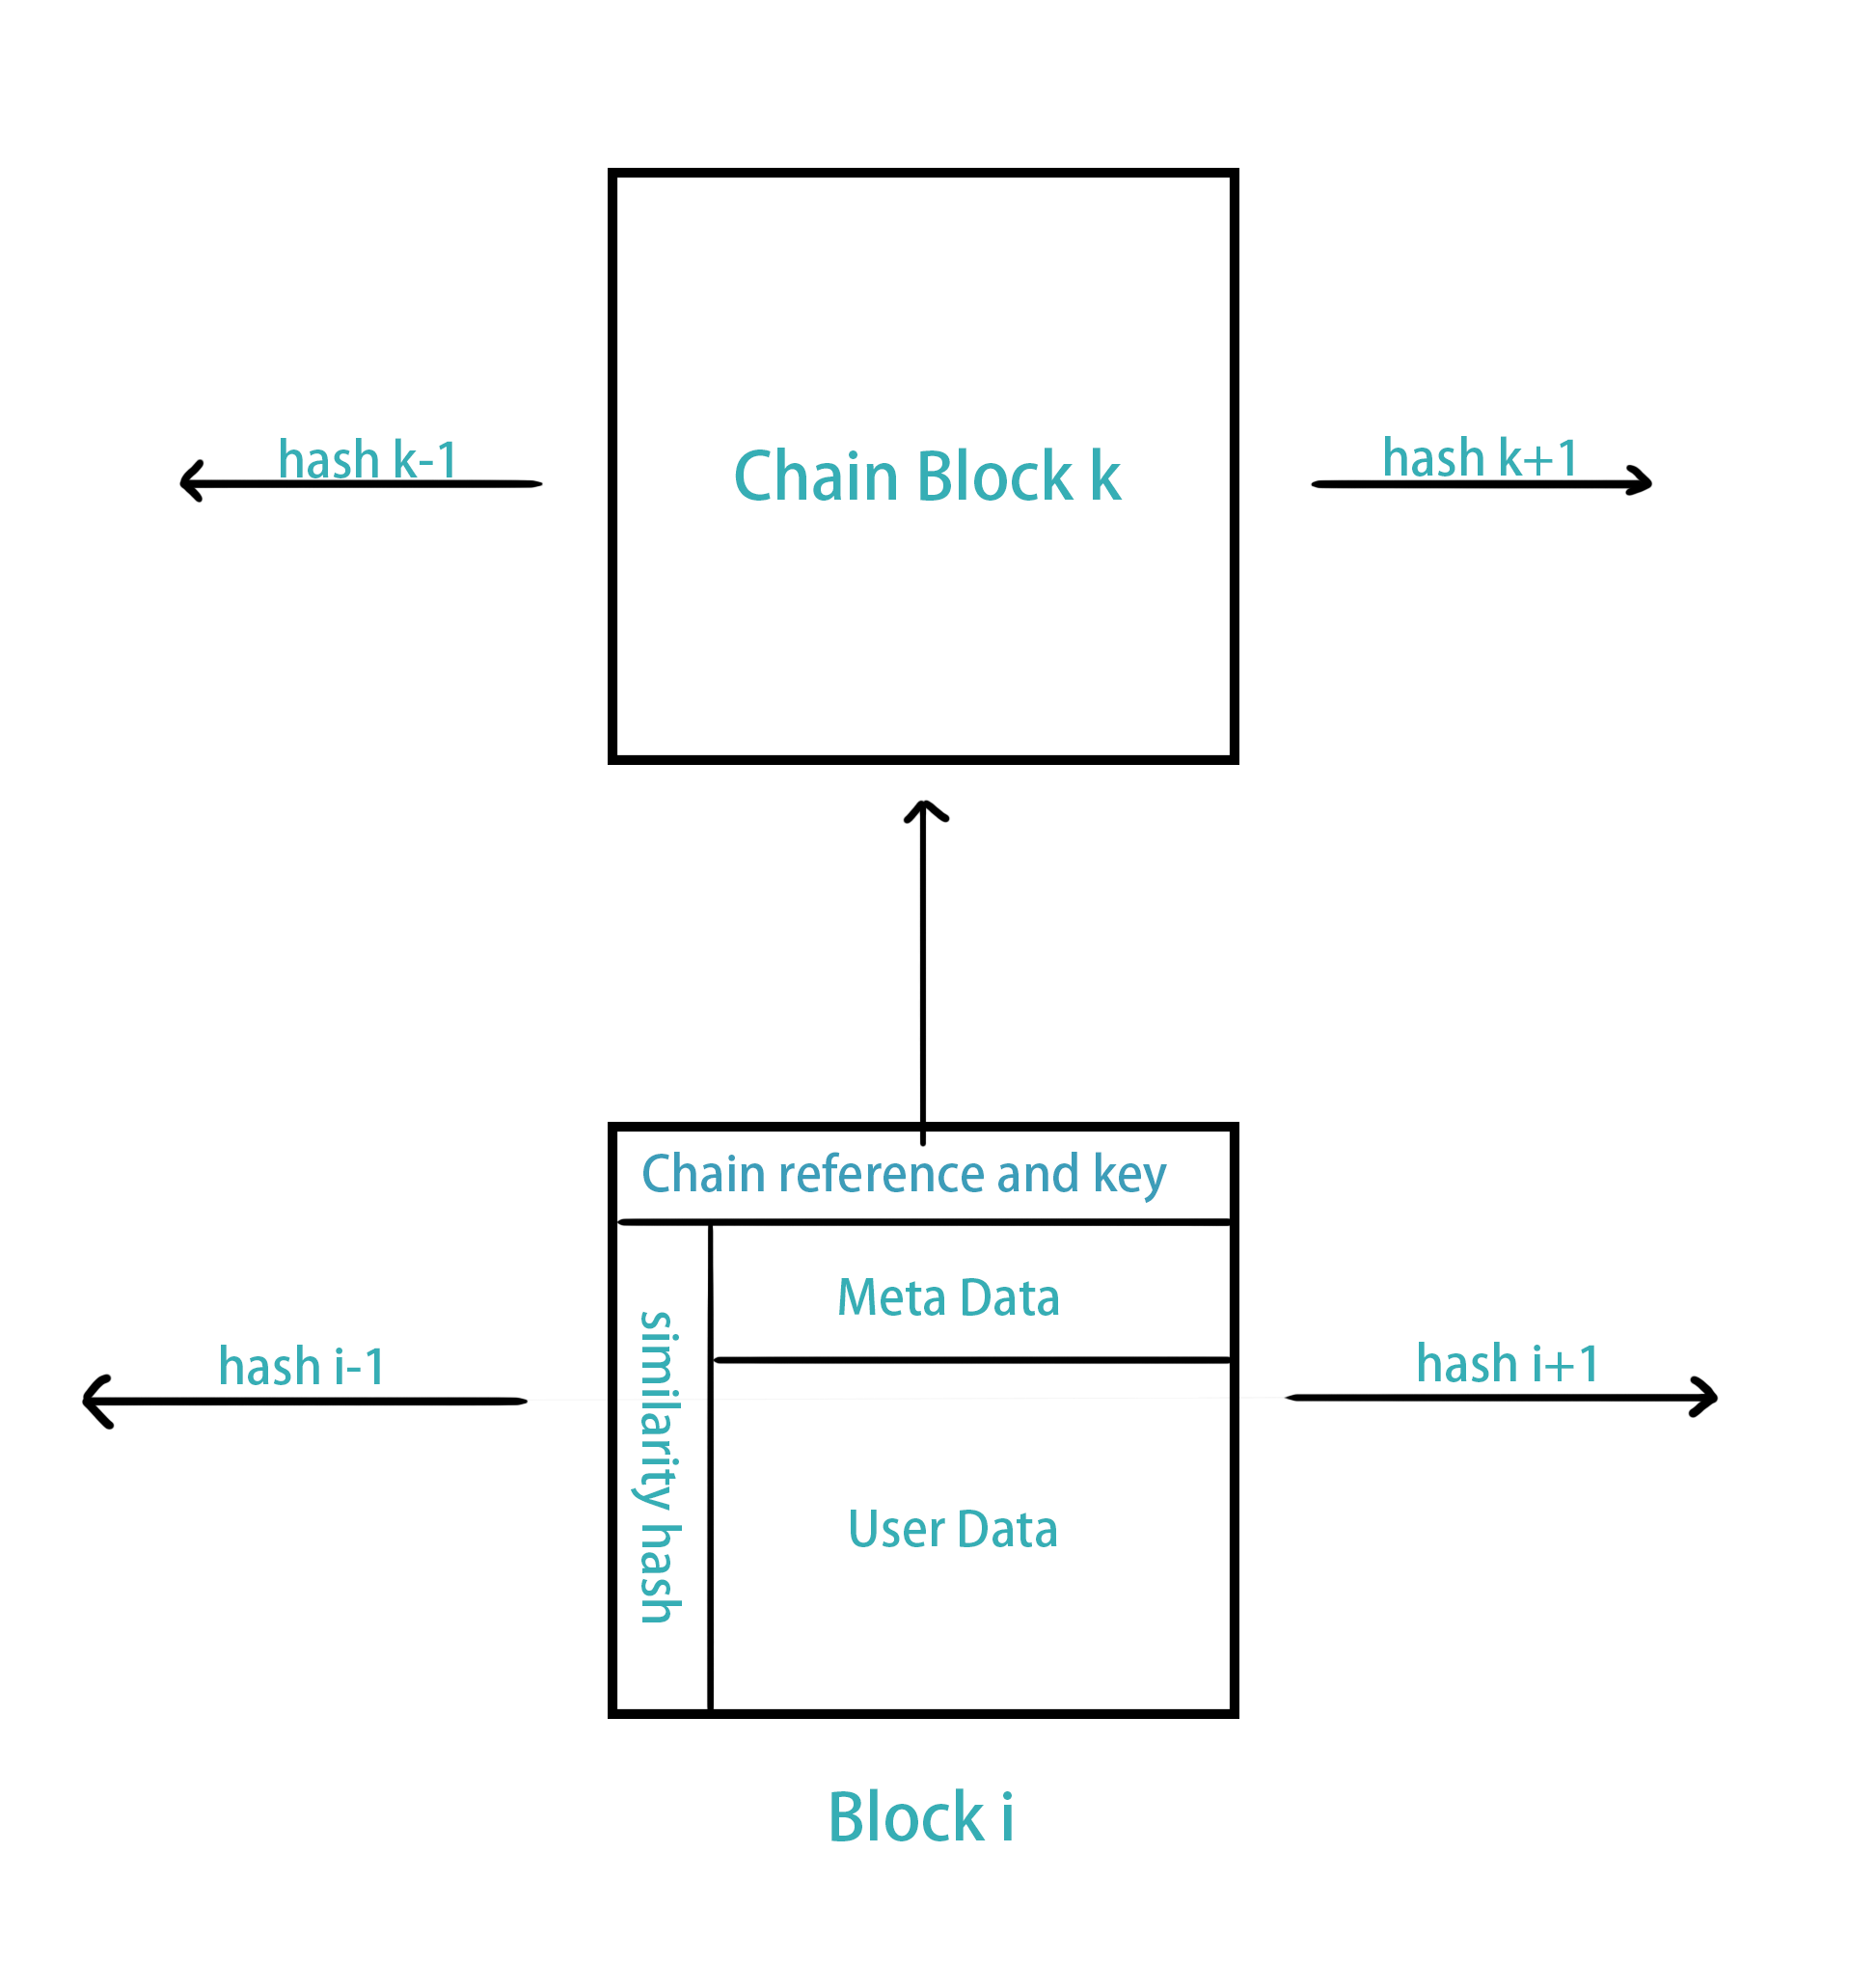 hash k-1
Chain Block k
hash k+1
Chain reference and key
Meta Data
similarity hash
hash i-1
hash i+1
User Data
Block i